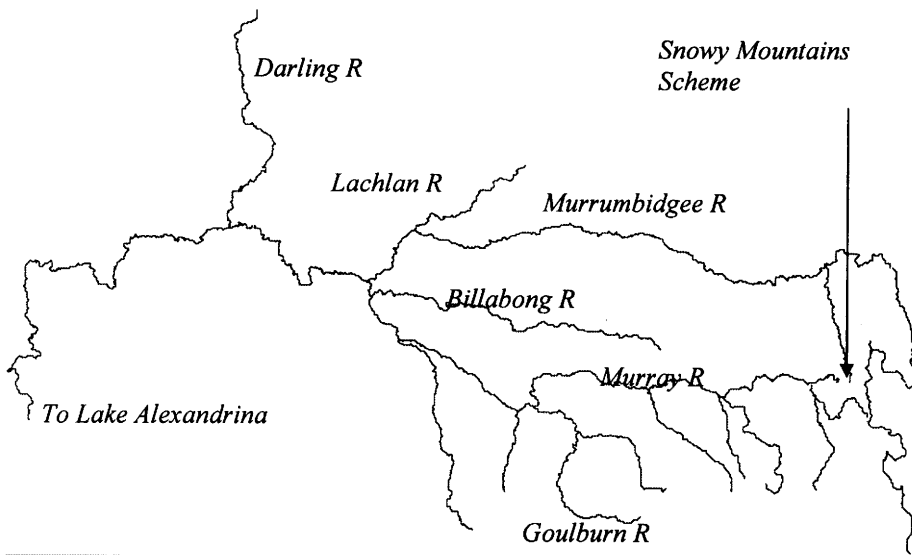 Darling R
Snowy Mountains
Scheme
Lachlan R
Murrumbidgee R
Billabong R
Murray R
To Lake Alexandrina
Goulburn R